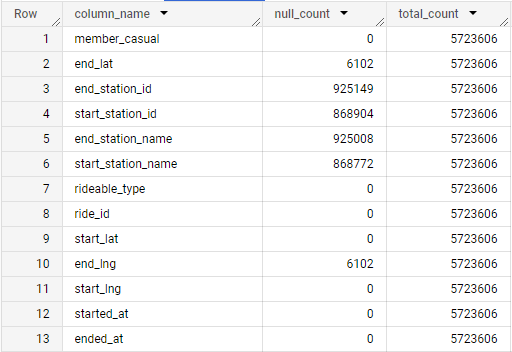 Row column_name null_count total_count
1 member_casual 0 5723606
2 end_lat 6102 5723606
3 end_station_id 925149 5723606
4 start_station_id 868904 5723606
5 end_station_name 925008 5723606
6 start_station_name 868772 5723606
7 rideable_type 0 5723606
8 ride_id 0 5723606
9 start_lat 0 5723606
10 end_lng 6102 5723606
11 start_lng 0 5723606
12 started_at 0 5723606
13 ended_at 0 5723606